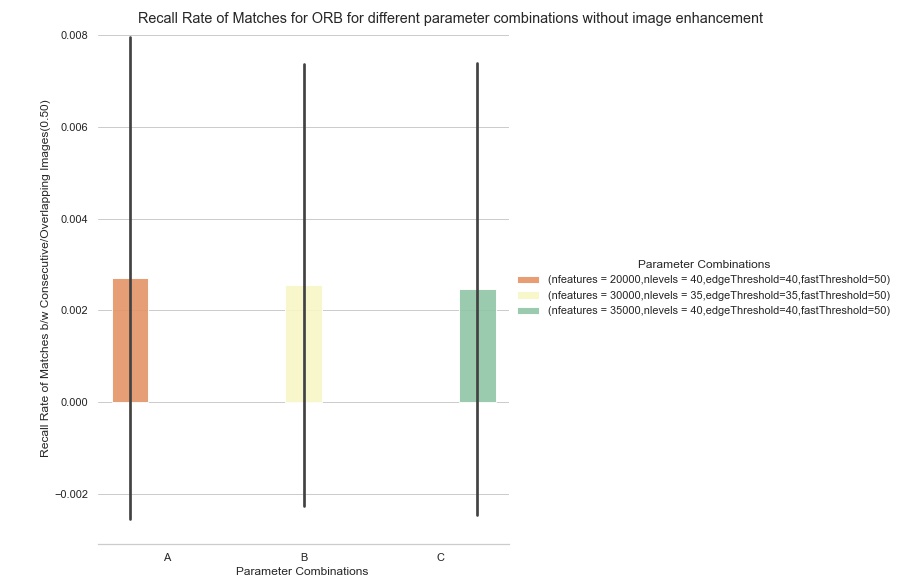 Recall Rate of Matches for ORB for different parameter combinations without image enhancement
Recall Rate of Matches b/w Consecutive/Overlapping Images(0.50)
0.008
0.006
0.004
0.002
0.000
−0.002
A B C
Parameter Combinations
Parameter Combinations
(nfeatures = 20000,nlevels = 40,edgeThreshold=40,fastThreshold=50)
(nfeatures = 30000,nlevels = 35,edgeThreshold=35,fastThreshold=50)
(nfeatures = 35000,nlevels = 40,edgeThreshold=40,fastThreshold=50)